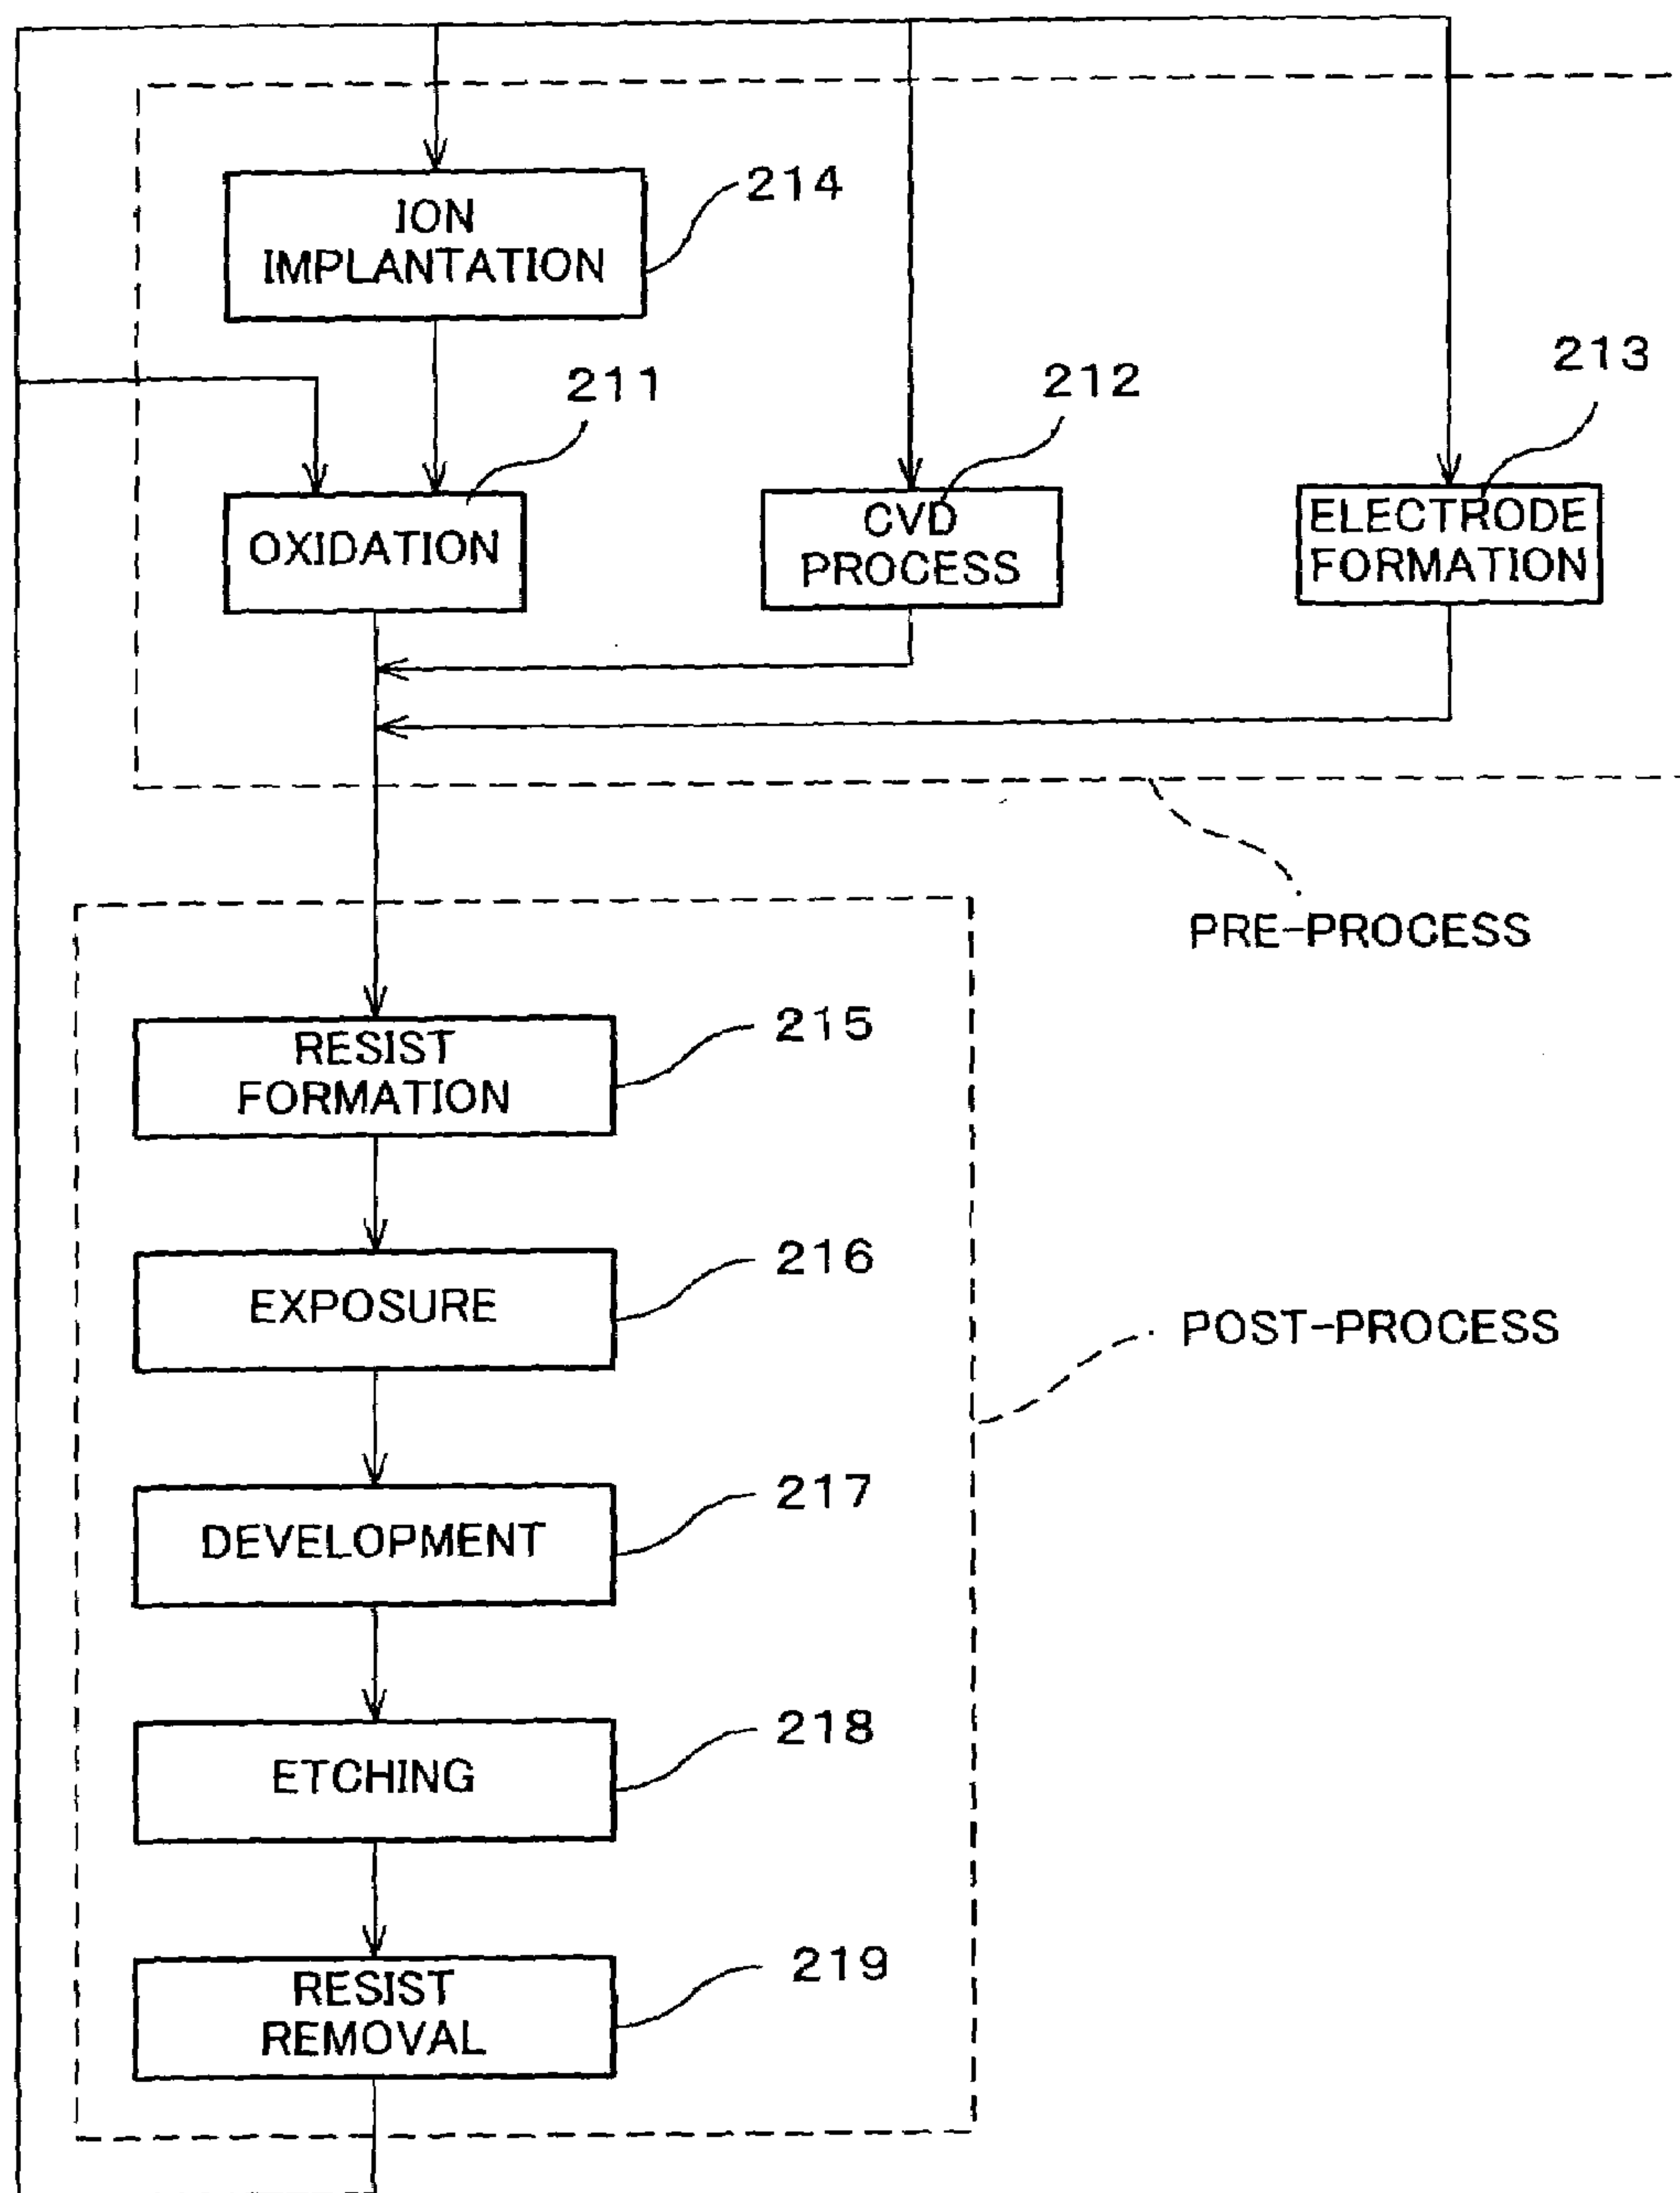 214
ION
IMPLANTATION
211
212
213
OXIDATION
CVD
PROCESS
ELECTRODE
FORMATION
PRE-PROCESS
215
RESIST
FORMATION
216
EXPOSURE
POST-PROCESS
217
DEVELOPMENT
218
ETCHING
219
RESIST
REMOVAL